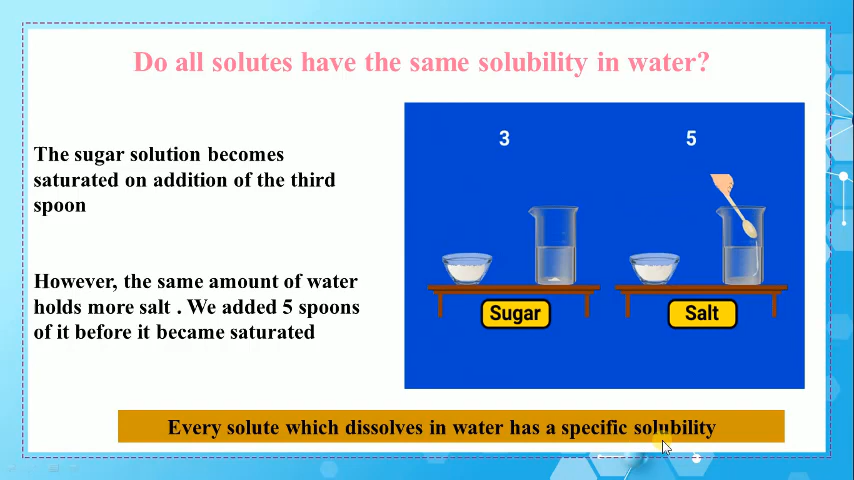 Do all solutes have the same solubility in water?
The sugar solution becomes
saturated on addition of the third
spoon
However, the same amount of water
holds more salt . We added 5 spoons
of it before it became saturated
3
5
Sugar
Salt
Every solute which dissolves in water has a specific solubility